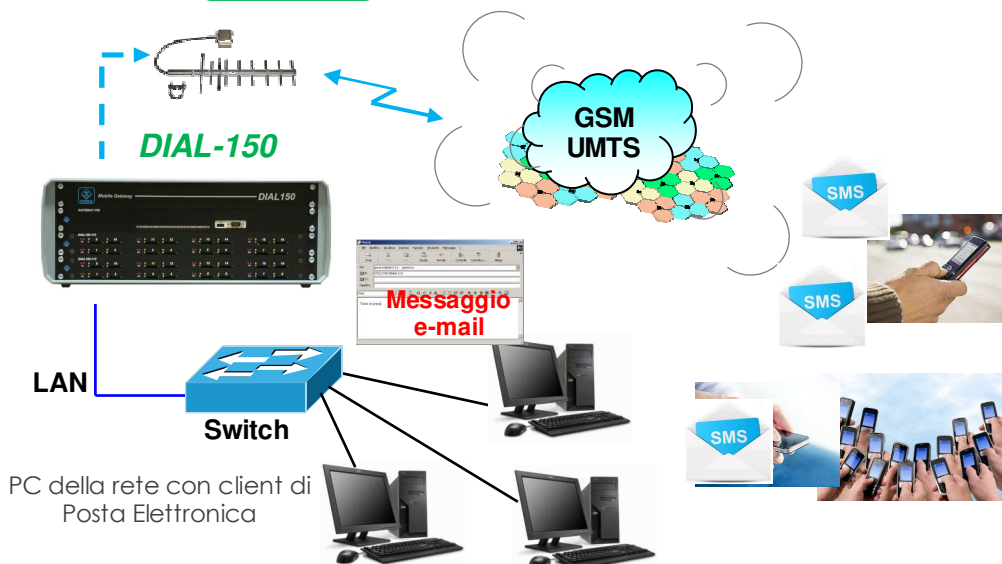 GSM
UMTS
DIAL-150
Mobile Gateway
DIAL150
SMS
SMS
Messaggio
e-mail
LAN
Switch
SMS
PC della rete con client di
Posta Elettronica